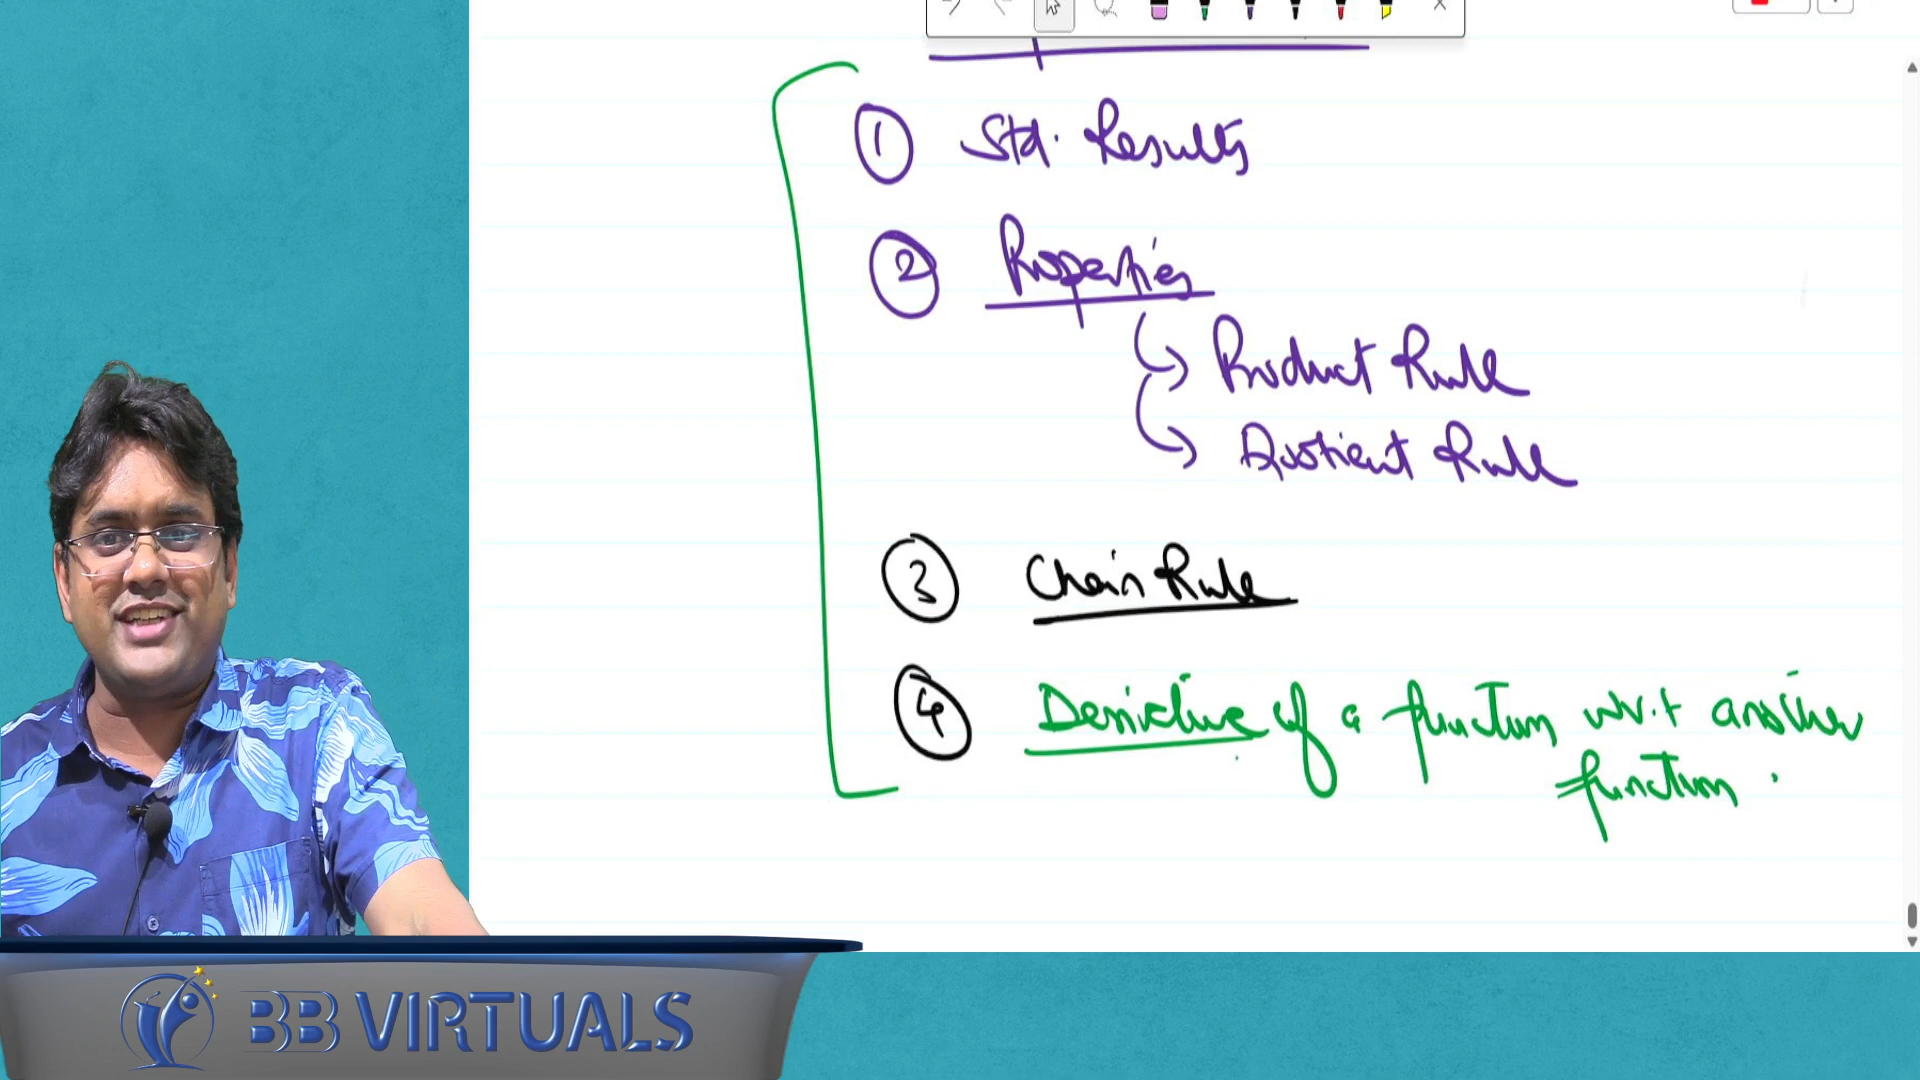 ① Std. Results
② Properties
↳ Product Rule
↳ Quotient Rule
③ Chain Rule
④ Derivative of a function w.r.t another
function.
BB VIRTUALS